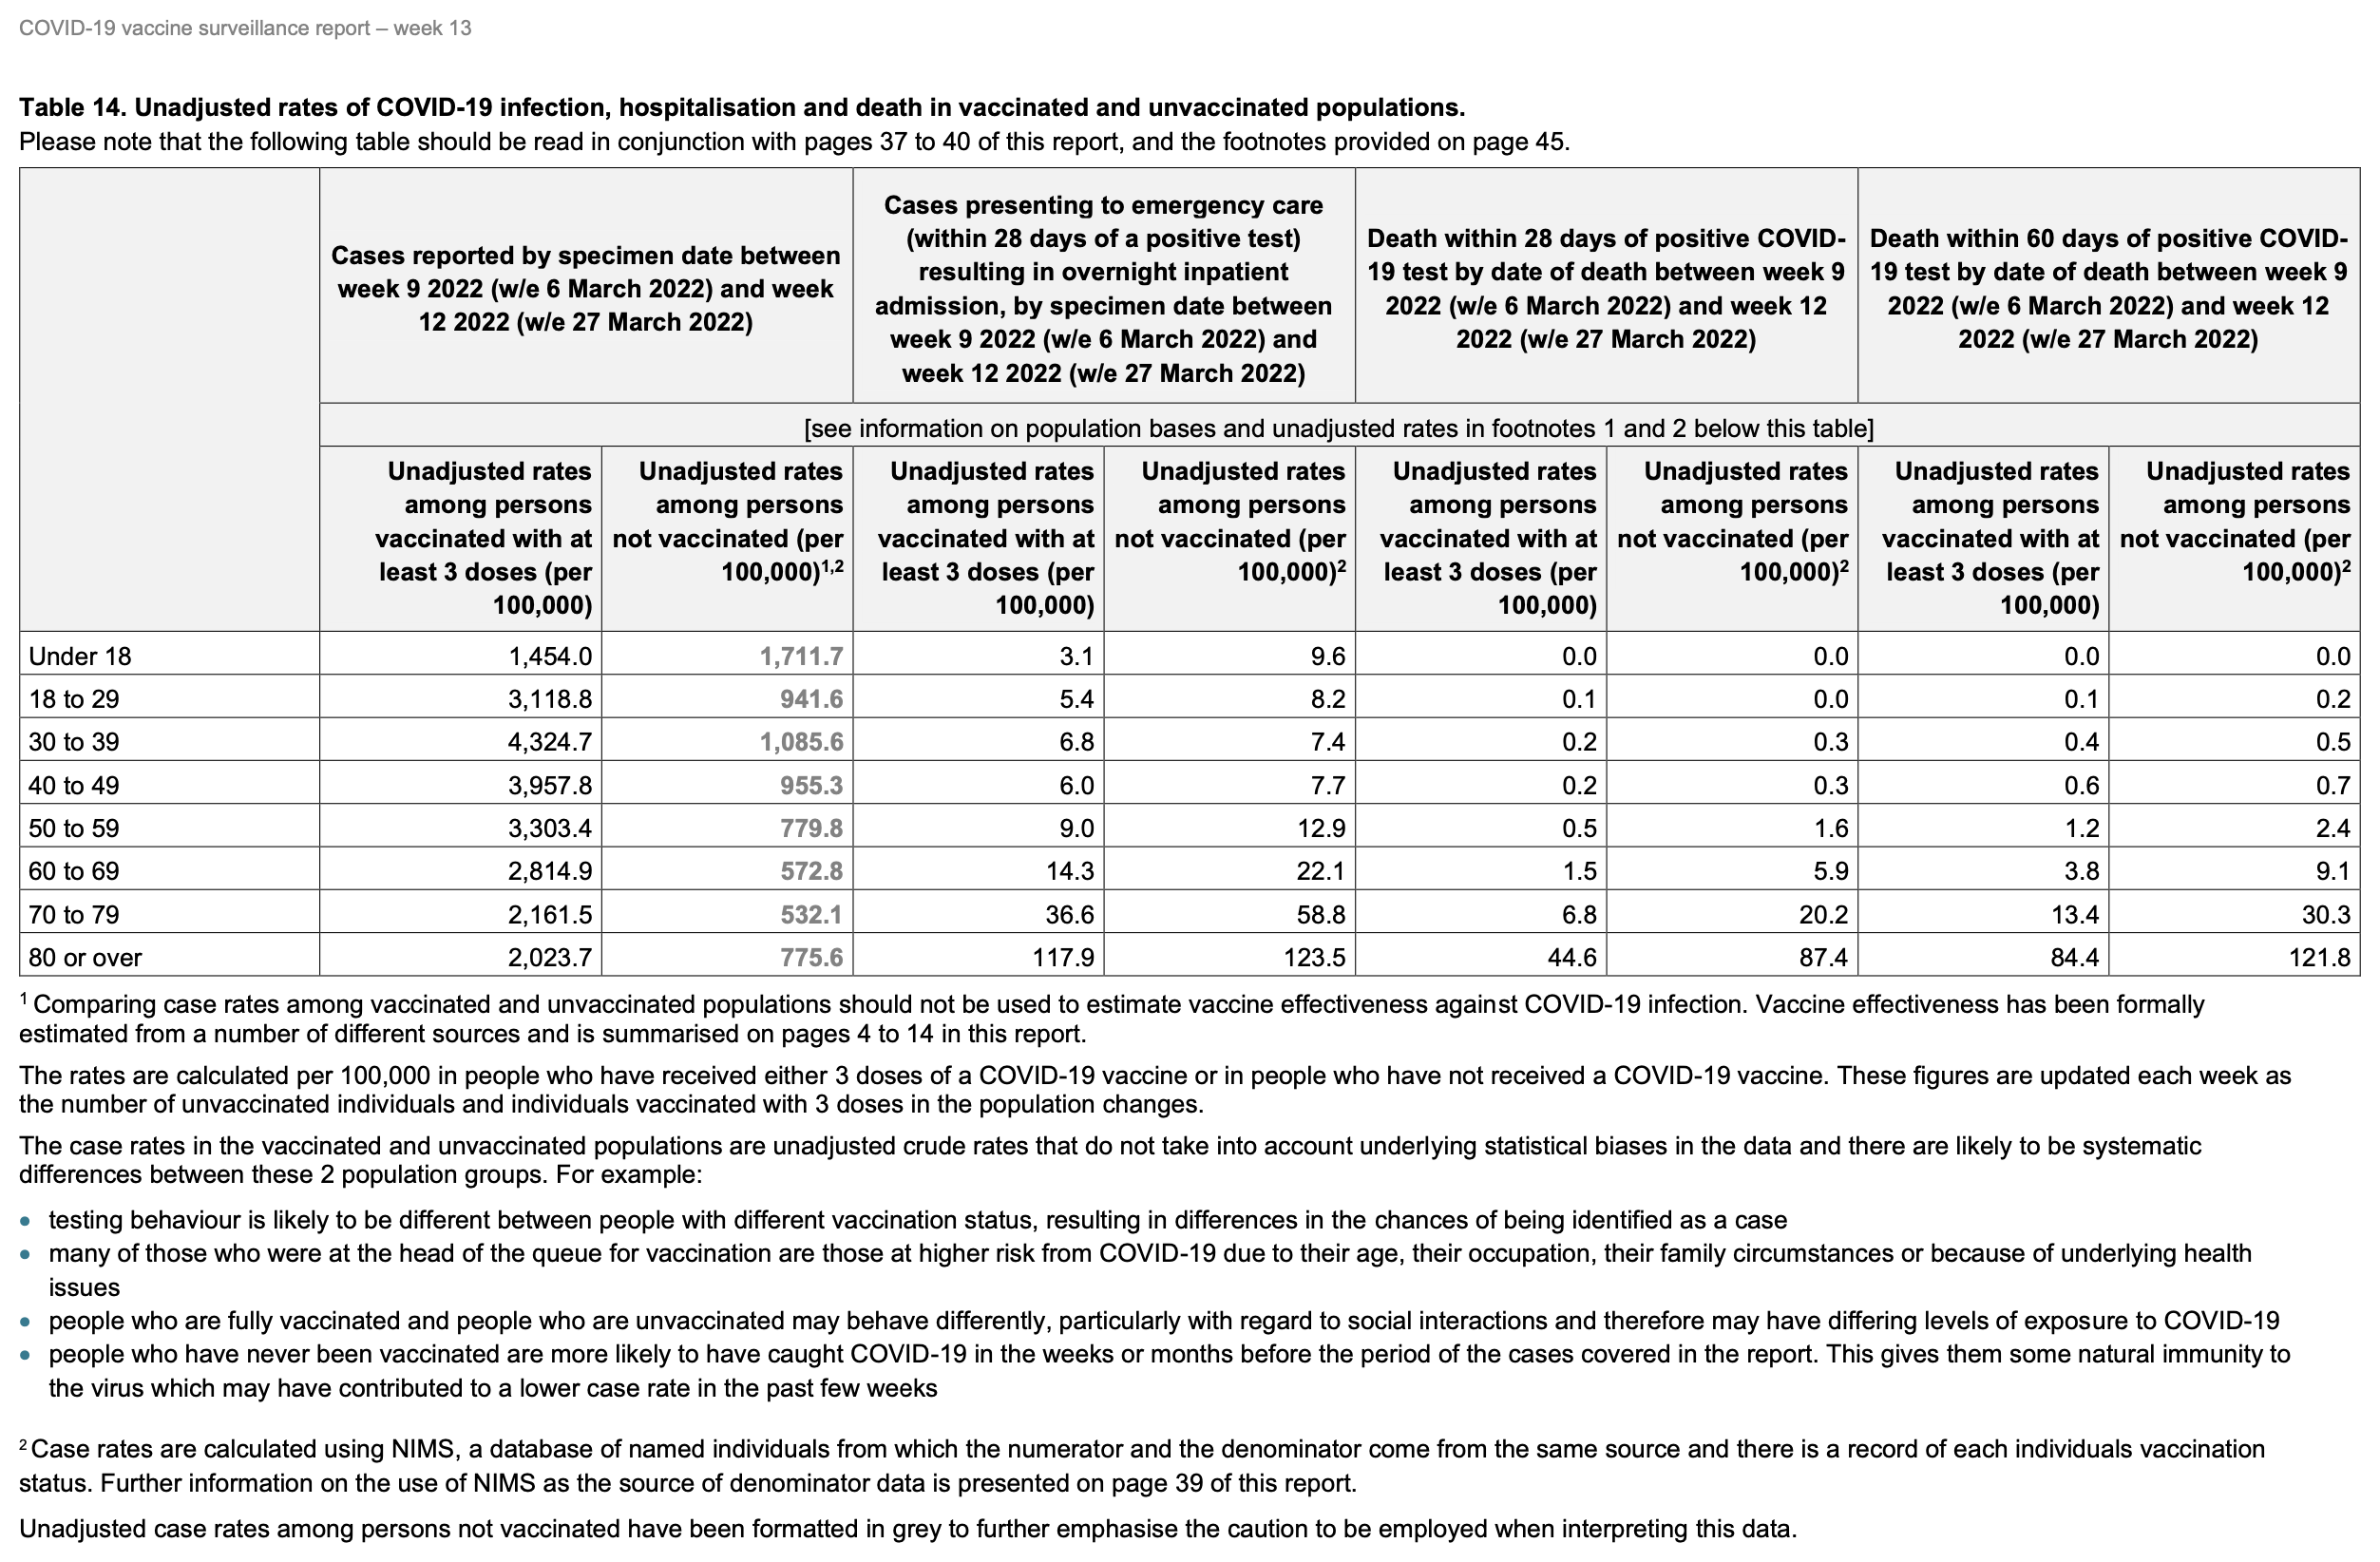 COVID-19 vaccine surveillance report – week 13
Table 14. Unadjusted rates of COVID-19 infection, hospitalisation and death in vaccinated and unvaccinated populations.
Please note that the following table should be read in conjunction with pages 37 to 40 of this report, and the footnotes provided on page 45.
Cases reported by specimen date between
week 9 2022 (w/e 6 March 2022) and week
12 2022 (w/e 27 March 2022)
Cases presenting to emergency care
(within 28 days of a positive test)
resulting in overnight inpatient
admission, by specimen date between
week 9 2022 (w/e 6 March 2022) and
week 12 2022 (w/e 27 March 2022)
Death within 28 days of positive COVID-
19 test by date of death between week 9
2022 (w/e 6 March 2022) and week 12
2022 (w/e 27 March 2022)
Death within 60 days of positive COVID-
19 test by date of death between week 9
2022 (w/e 6 March 2022) and week 12
2022 (w/e 27 March 2022)
[see information on population bases and unadjusted rates in footnotes 1 and 2 below this table]
Unadjusted rates
among persons
vaccinated with at
least 3 doses (per
100,000)
Unadjusted rates
among persons
not vaccinated (per
100,000)1,2
Unadjusted rates
among persons
vaccinated with at
least 3 doses (per
100,000)
Unadjusted rates
among persons
not vaccinated (per
100,000)2
Unadjusted rates
among persons
vaccinated with at
least 3 doses (per
100,000)
Unadjusted rates
among persons
not vaccinated (per
100,000)2
Unadjusted rates
among persons
vaccinated with at
least 3 doses (per
100,000)
Unadjusted rates
among persons
not vaccinated (per
100,000)2
Under 18 1,454.0 1,711.7 3.1 9.6 0.0 0.0 0.0 0.0
18 to 29 3,118.8 941.6 5.4 8.2 0.1 0.0 0.1 0.2
30 to 39 4,324.7 1,085.6 6.8 7.4 0.2 0.3 0.4 0.5
40 to 49 3,957.8 955.3 6.0 7.7 0.2 0.3 0.6 0.7
50 to 59 3,303.4 779.8 9.0 12.9 0.5 1.6 1.2 2.4
60 to 69 2,814.9 572.8 14.3 22.1 1.5 5.9 3.8 9.1
70 to 79 2,161.5 532.1 36.6 58.8 6.8 20.2 13.4 30.3
80 or over 2,023.7 775.6 117.9 123.5 44.6 87.4 84.4 121.8
1 Comparing case rates among vaccinated and unvaccinated populations should not be used to estimate vaccine effectiveness against COVID-19 infection. Vaccine effectiveness has been formally
estimated from a number of different sources and is summarised on pages 4 to 14 in this report.
The rates are calculated per 100,000 in people who have received either 3 doses of a COVID-19 vaccine or in people who have not received a COVID-19 vaccine. These figures are updated each week as
the number of unvaccinated individuals and individuals vaccinated with 3 doses in the population changes.
The case rates in the vaccinated and unvaccinated populations are unadjusted crude rates that do not take into account underlying statistical biases in the data and there are likely to be systematic
differences between these 2 population groups. For example:
• testing behaviour is likely to be different between people with different vaccination status, resulting in differences in the chances of being identified as a case
• many of those who were at the head of the queue for vaccination are those at higher risk from COVID-19 due to their age, their occupation, their family circumstances or because of underlying health
issues
• people who are fully vaccinated and people who are unvaccinated may behave differently, particularly with regard to social interactions and therefore may have differing levels of exposure to COVID-19
• people who have never been vaccinated are more likely to have caught COVID-19 in the weeks or months before the period of the cases covered in the report. This gives them some natural immunity to
the virus which may have contributed to a lower case rate in the past few weeks
2 Case rates are calculated using NIMS, a database of named individuals from which the numerator and the denominator come from the same source and there is a record of each individuals vaccination
status. Further information on the use of NIMS as the source of denominator data is presented on page 39 of this report.
Unadjusted case rates among persons not vaccinated have been formatted in grey to further emphasise the caution to be employed when interpreting this data.